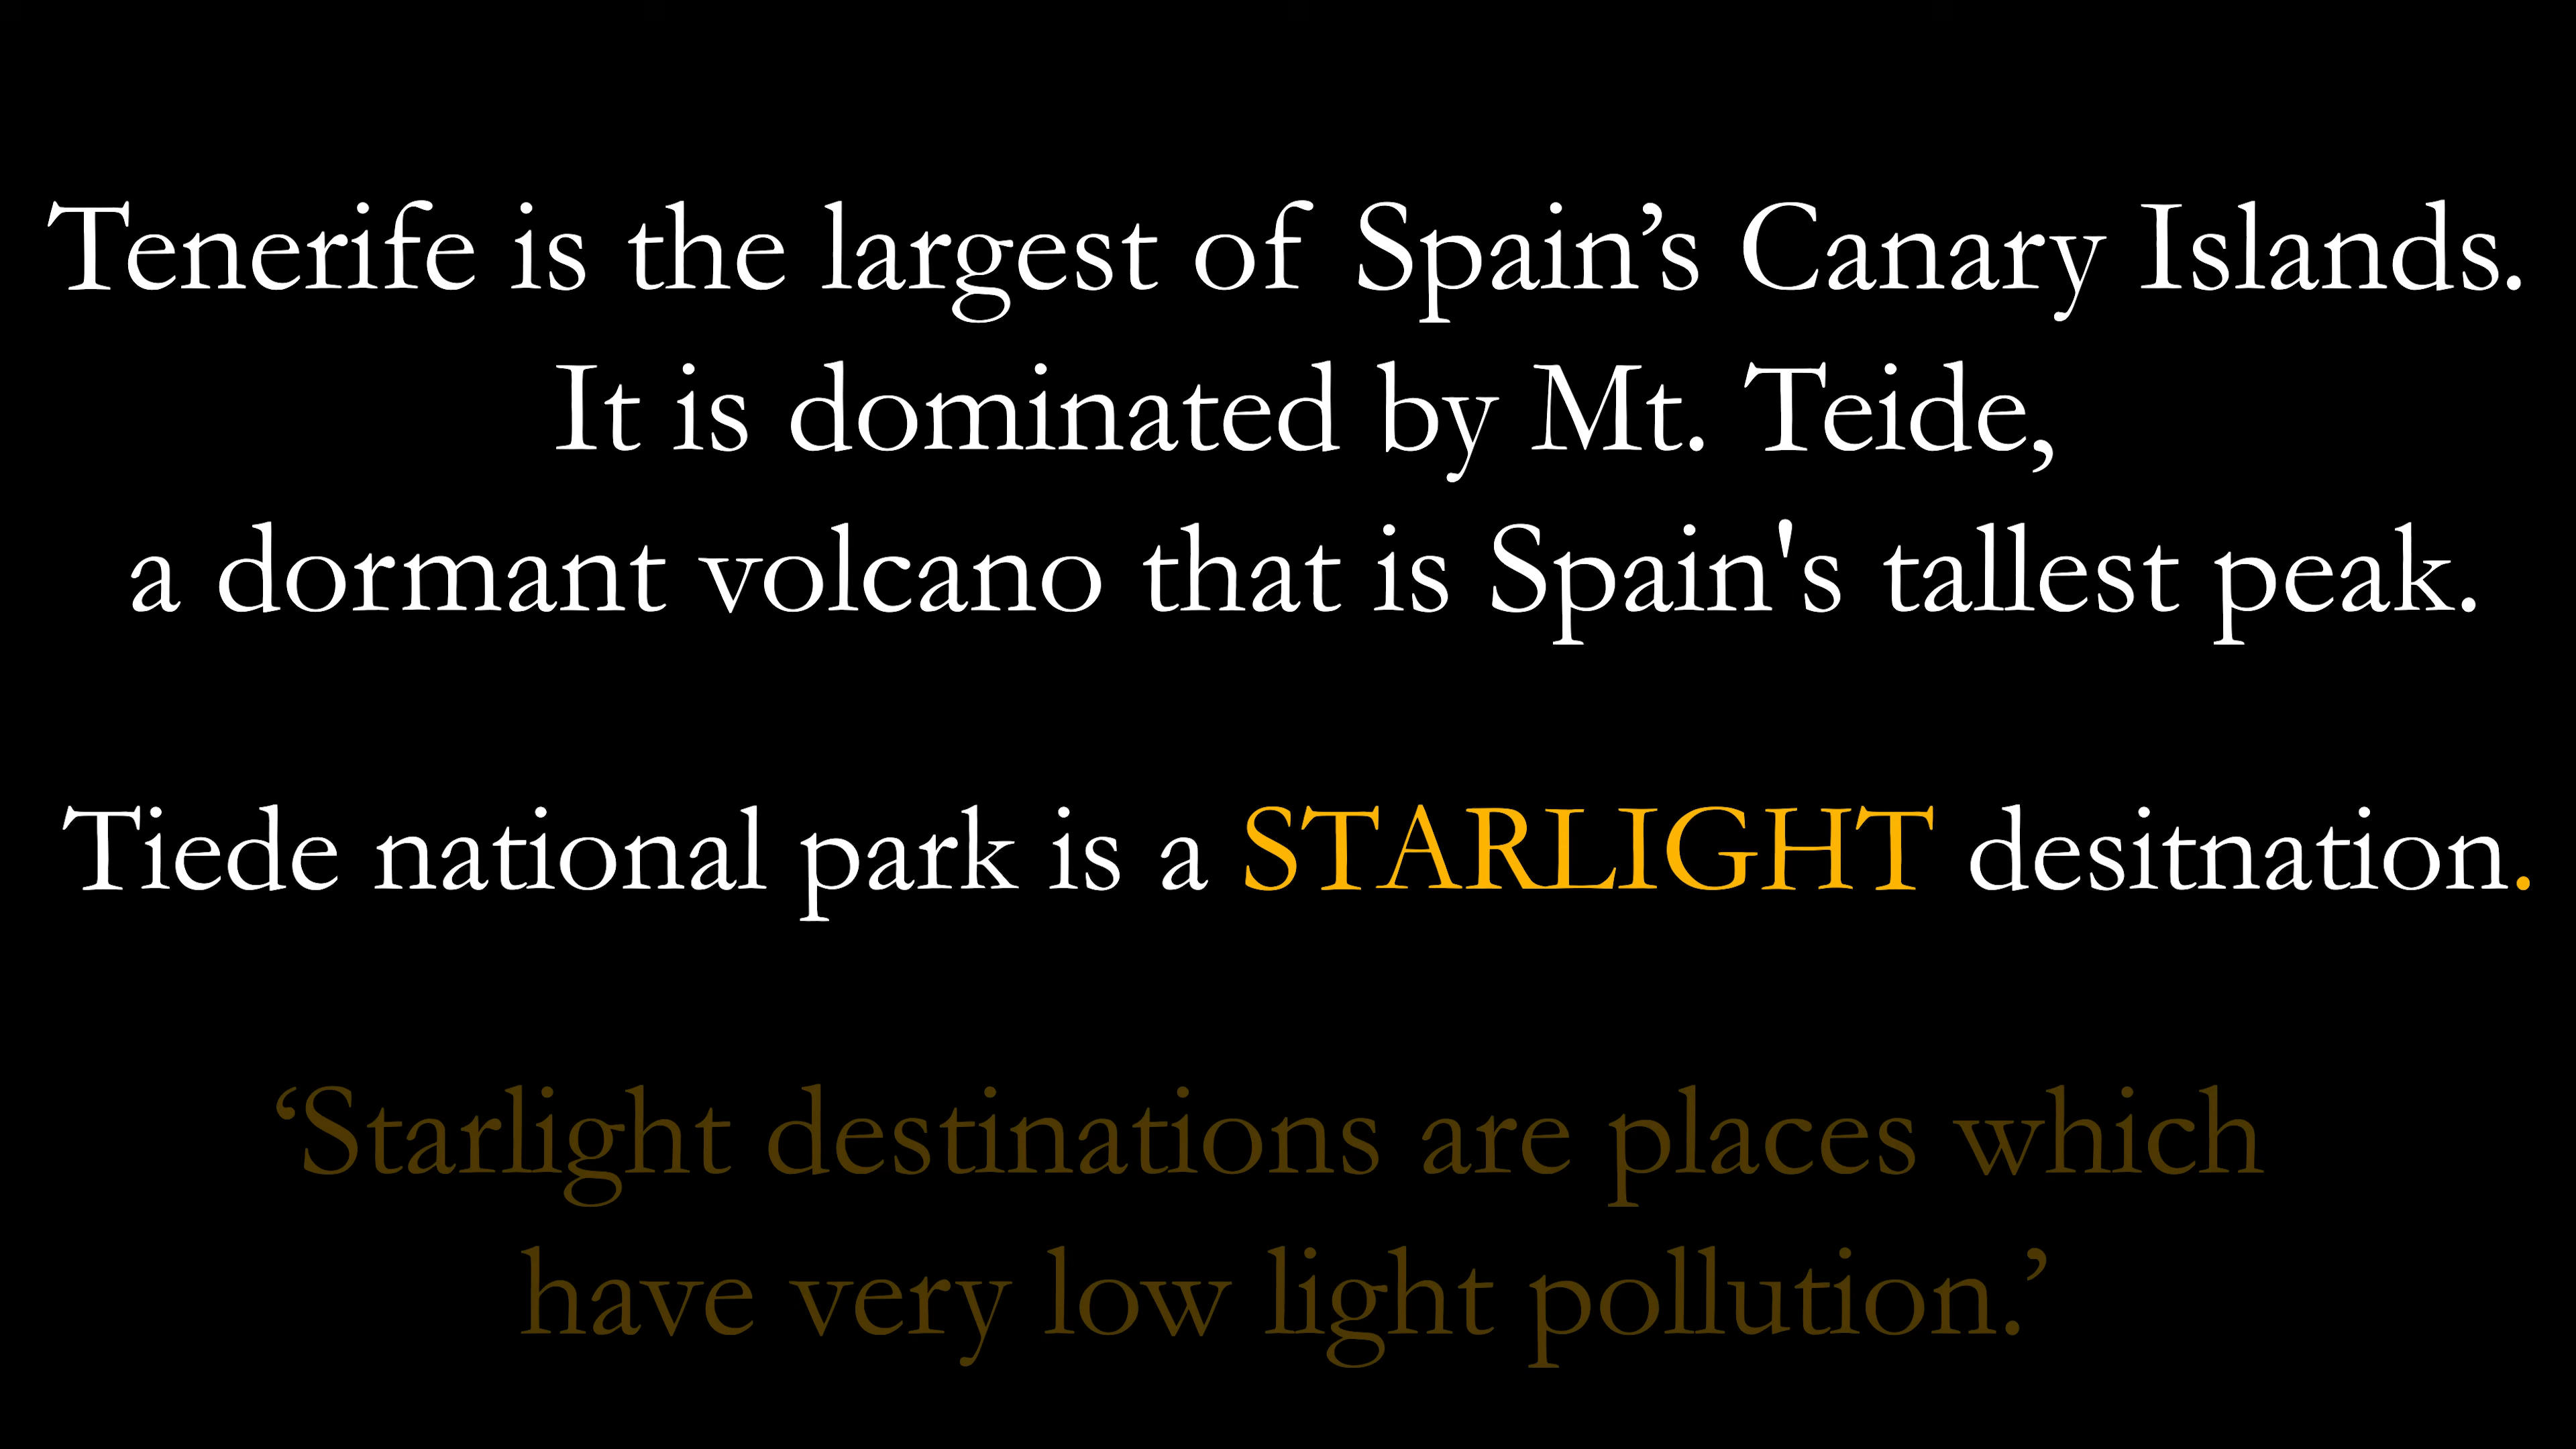 Tenerife is the largest of Spain’s Canary Islands.
It is dominated by Mt. Teide,
a dormant volcano that is Spain's tallest peak.
Tiede national park is a STARLIGHT desitnation.
‘Starlight destinations are places which
have very low light pollution.’